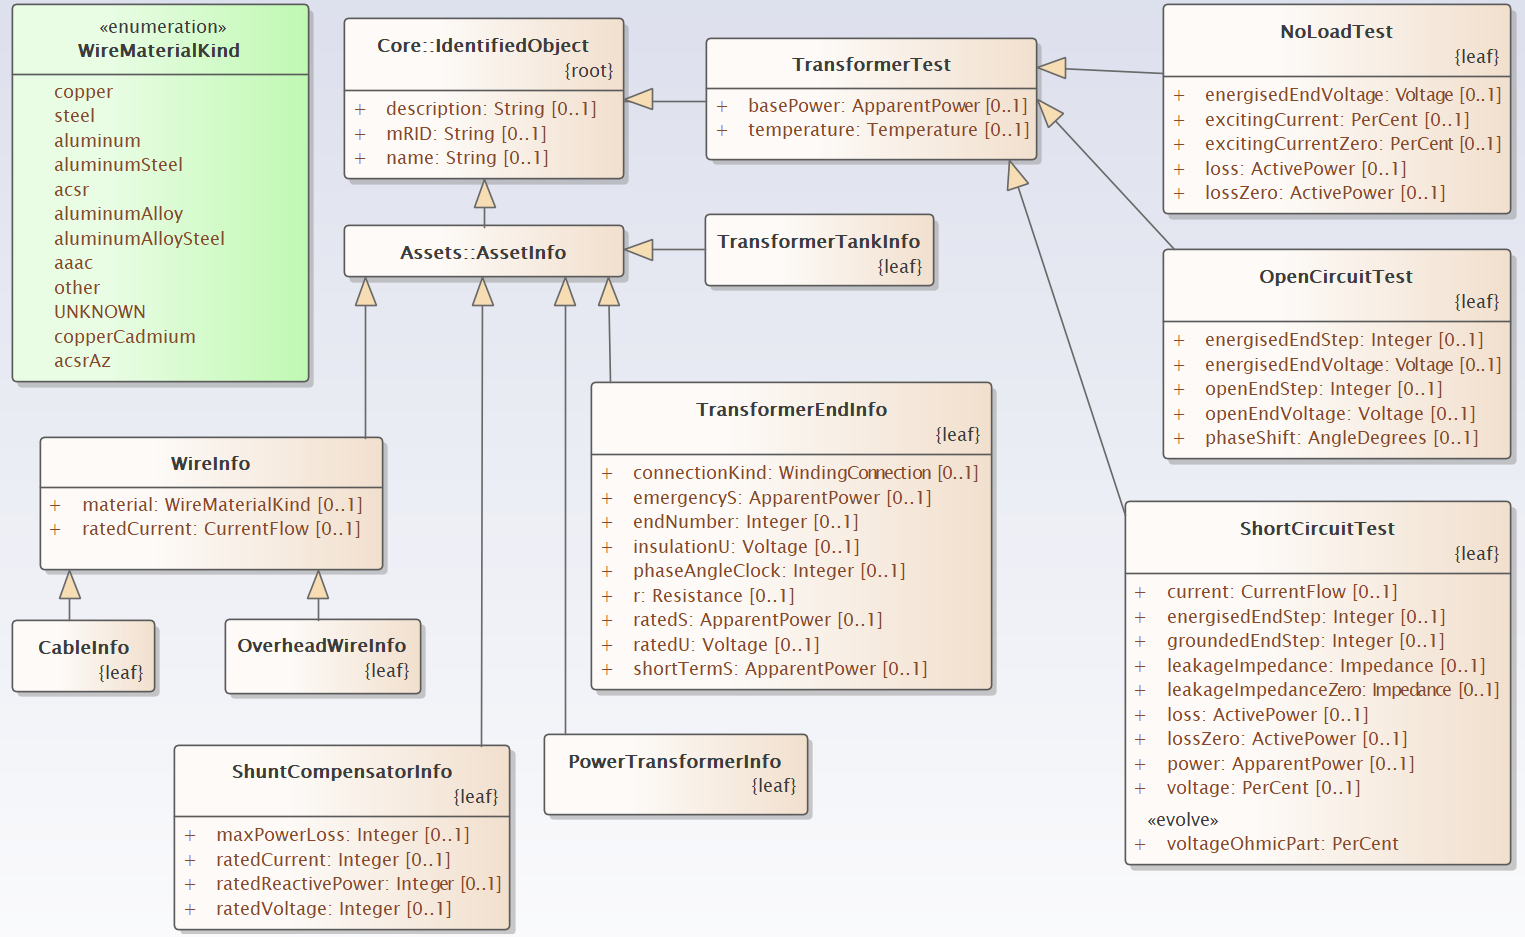 «enumeration»
WireMaterialKind
copper
steel
aluminum
aluminumSteel
acsr
aluminumAlloy
aluminumAlloySteel
aaac
other
UNKNOWN
copperCadmium
acsrAz
Core::IdentifiedObject
{root}
+ description: String [0..1]
+ mRID: String [0..1]
+ name: String [0..1]
TransformerTest
+ basePower: ApparentPower [0..1]
+ temperature: Temperature [0..1]
NoLoadTest
{leaf}
+ energisedEndVoltage: Voltage [0..1]
+ excitingCurrent: PerCent [0..1]
+ excitingCurrentZero: PerCent [0..1]
+ loss: ActivePower [0..1]
+ lossZero: ActivePower [0..1]
Assets::AssetInfo
TransformerTankInfo
{leaf}
OpenCircuitTest
{leaf}
+ energisedEndStep: Integer [0..1]
+ energisedEndVoltage: Voltage [0..1]
+ openEndStep: Integer [0..1]
+ openEndVoltage: Voltage [0..1]
+ phaseShift: AngleDegrees [0..1]
TransformerEndInfo
{leaf}
+ connectionKind: WindingConnection [0..1]
+ emergencyS: ApparentPower [0..1]
+ endNumber: Integer [0..1]
+ insulationU: Voltage [0..1]
+ phaseAngleClock: Integer [0..1]
+ r: Resistance [0..1]
+ ratedS: ApparentPower [0..1]
+ ratedU: Voltage [0..1]
+ shortTermS: ApparentPower [0..1]
WireInfo
+ material: WireMaterialKind [0..1]
+ ratedCurrent: CurrentFlow [0..1]
ShortCircuitTest
{leaf}
+ current: CurrentFlow [0..1]
+ energisedEndStep: Integer [0..1]
+ groundedEndStep: Integer [0..1]
+ leakageImpedance: Impedance [0..1]
+ leakageImpedanceZero: Impedance [0..1]
+ loss: ActivePower [0..1]
+ lossZero: ActivePower [0..1]
+ power: ApparentPower [0..1]
+ voltage: PerCent [0..1]
«evolve»
+ voltageOhmicPart: PerCent
CableInfo
{leaf}
OverheadWireInfo
{leaf}
ShuntCompensatorInfo
{leaf}
+ maxPowerLoss: Integer [0..1]
+ ratedCurrent: Integer [0..1]
+ ratedReactivePower: Integer [0..1]
+ ratedVoltage: Integer [0..1]
PowerTransformerInfo
{leaf}